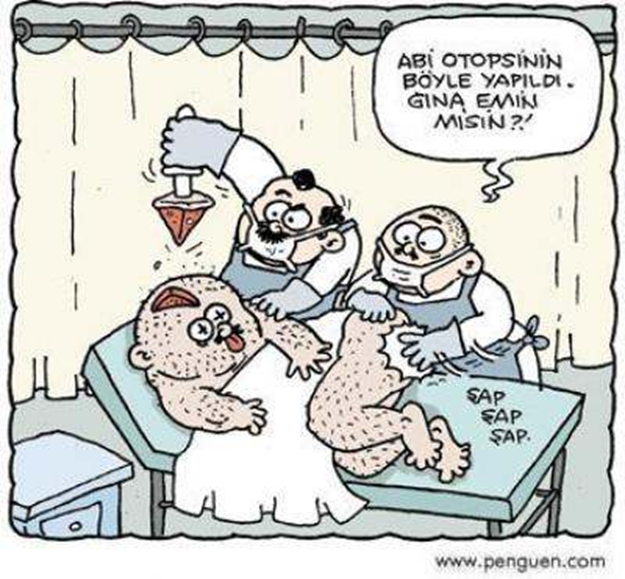 ABİ OTOPSİNİN
BÖYLE YAPILDI.
ĞINA EMİN
MİSİN?!
ŞAP
ŞAP
ŞAP.
www.penguen.com